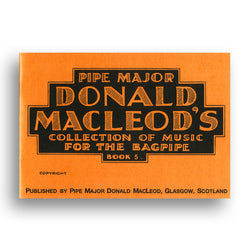 PIPE MAJOR
DONALD
MACLEOD'S
COLLECTION OF MUSIC
FOR THE BAGPIPE
BOOK 5
COPYRIGHT
PUBLISHED BY PIPE MAJOR DONALD MACLEOD, GLASGOW, SCOTLAND